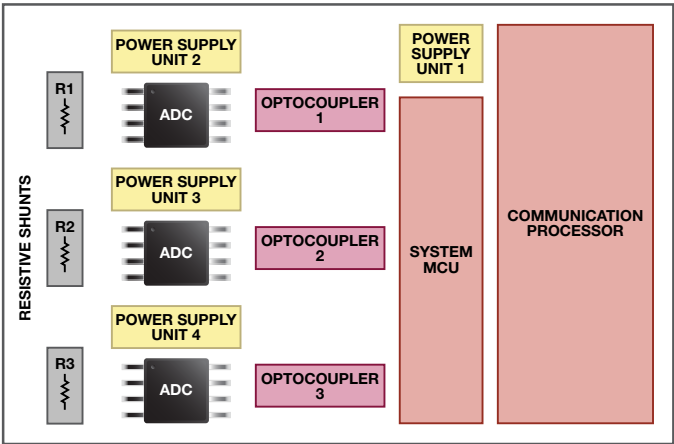 RESISTIVE SHUNTS
R1
POWER SUPPLY
UNIT 2
ADC
OPTOCOUPLER
1
R2
POWER SUPPLY
UNIT 3
ADC
OPTOCOUPLER
2
R3
POWER SUPPLY
UNIT 4
ADC
OPTOCOUPLER
3
POWER
SUPPLY
UNIT 1
SYSTEM
MCU
COMMUNICATION
PROCESSOR